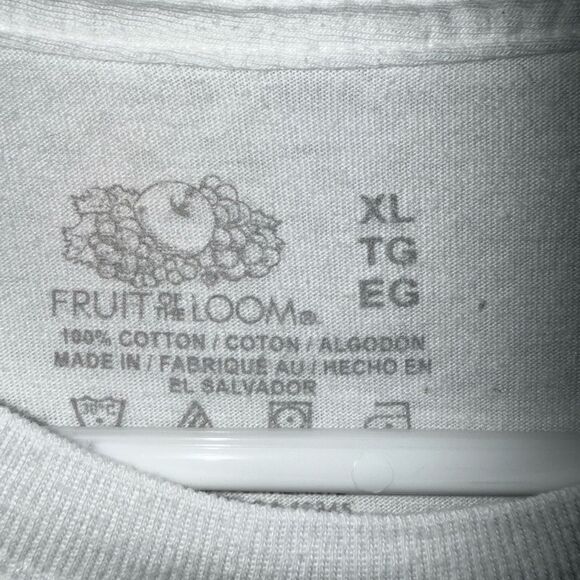 XL
TG
EG
FRUIT OF THE LOOM®
100% COTTON / COTON / ALGODON
MADE IN / FABRIQUÉ AU / HECHO EN
EL SALVADOR
30°C